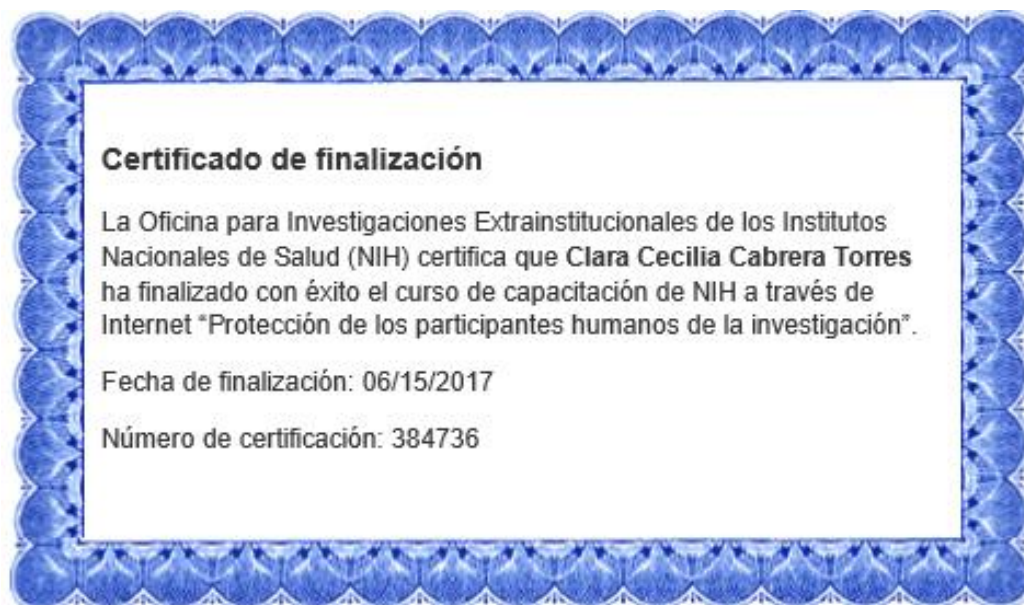 Certificado de finalización
La Oficina para Investigaciones Extrainstitucionales de los Institutos
Nacionales de Salud (NIH) certifica que Clara Cecilia Cabrera Torres
ha finalizado con éxito el curso de capacitación de NIH a través de
Internet “Protección de los participantes humanos de la investigación”.
Fecha de finalización: 06/15/2017
Número de certificación: 384736